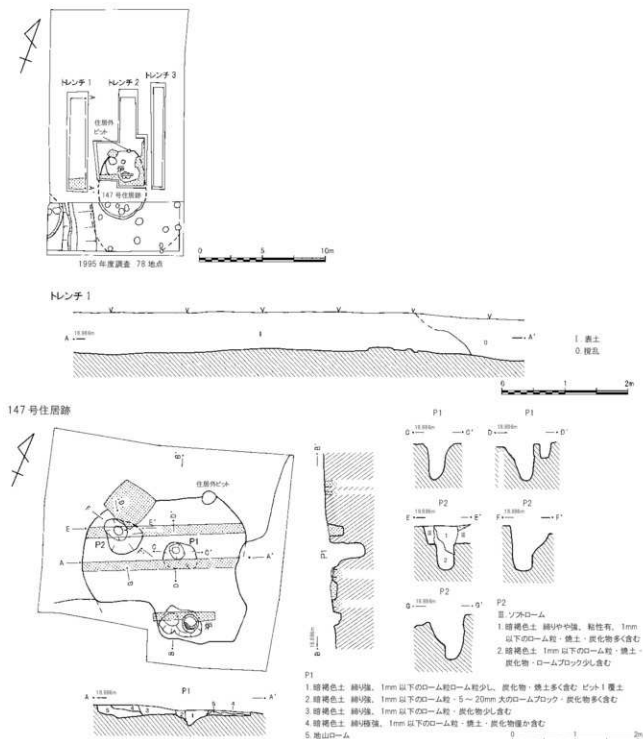 トレンチ 1
トレンチ 2
トレンチ 3
住居外
ピット
147 号住居跡
1995 年度調査 78 地点
0 5 10m
トレンチ 1
A 18.886m A'
Ⅰ. 表土
0. 撹乱
0 1 2m
147 号住居跡
住居外ピット
P1 P1
P2 P2
P2
P2
Ⅲ. ソフトローム
1. 暗褐色土 締りやや強、粘性有、1mm
以下のローム粒・焼土・炭化物多く含む
2. 暗褐色土 1mm 以下のローム粒・焼土・
炭化物・ロームブロック少し含む
P1
1. 暗褐色土 締り強、1mm 以下のローム粒ローム粒少し、炭化物・焼土多く含む ピット 1 覆土
2. 暗褐色土 締り強、1mm 以下のローム粒・5 ～ 20mm 大のロームブロック・炭化物多く含む
3. 暗褐色土 締り強、1mm 以下のローム粒・炭化物少し含む
4. 暗褐色土 締り極強、1mm 以下のローム粒・焼土・炭化物僅か含む
5. 地山ローム
0 1 2m